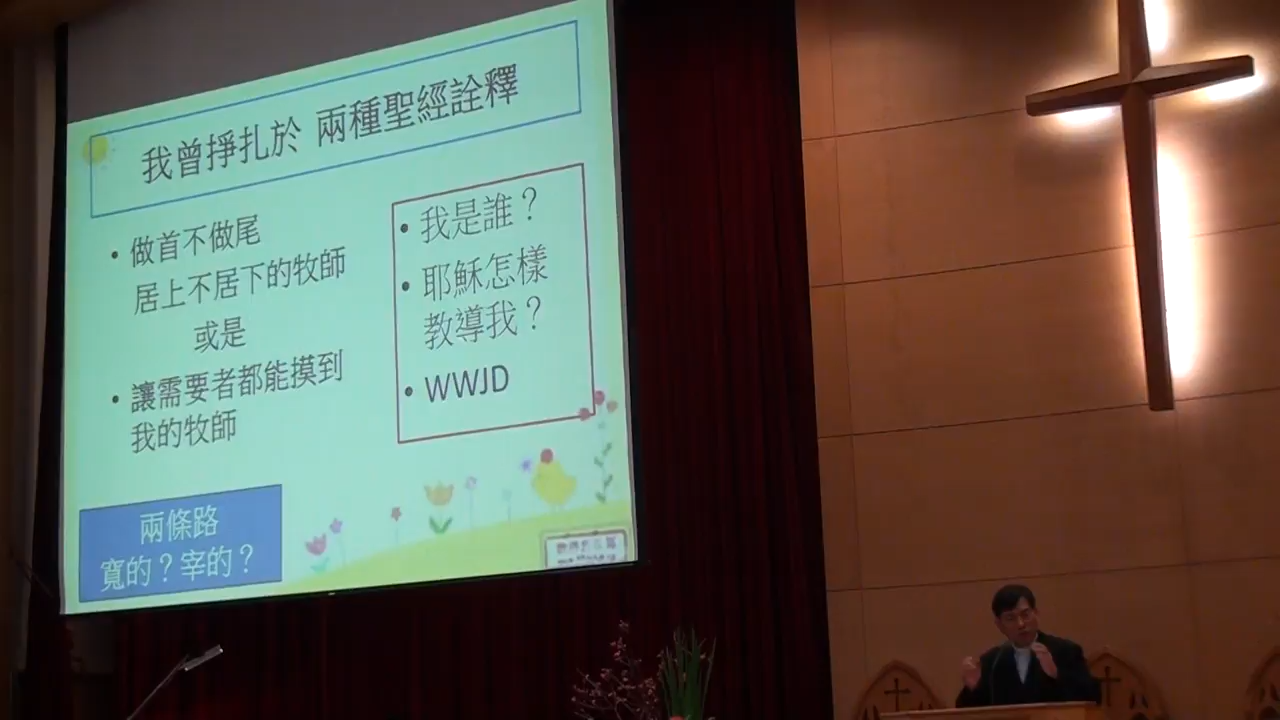 我曾掙扎於 兩種聖經詮釋
• 做首不做尾
居上不居下的牧師
或是
• 讓需要者都能摸到
我的牧師
• 我是誰？
• 耶穌怎樣
教導我？
• WWJD
兩條路
寬的？宰的？